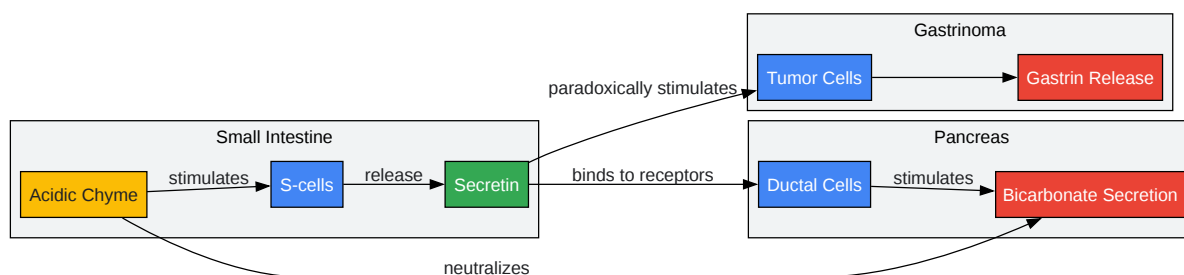 Gastrinoma
Tumor Cells
Gastrin Release
paradoxically stimulates
Small Intestine
Acidic Chyme
stimulates
S-cells
release
Secretin
binds to receptors
Pancreas
Ductal Cells
stimulates
Bicarbonate Secretion
neutralizes